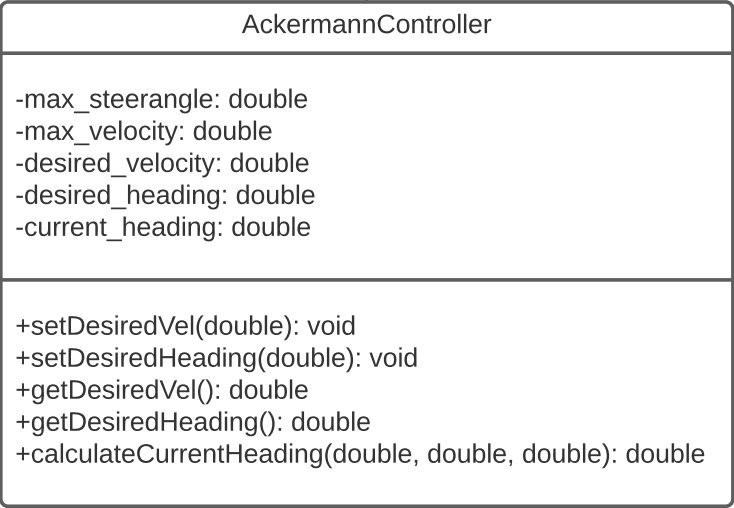 AckermannController
-max_steerangle: double
-max_velocity: double
-desired_velocity: double
-desired_heading: double
-current_heading: double
+setDesiredVel(double): void
+setDesiredHeading(double): void
+getDesiredVel(): double
+getDesiredHeading(): double
+calculateCurrentHeading(double, double, double): double